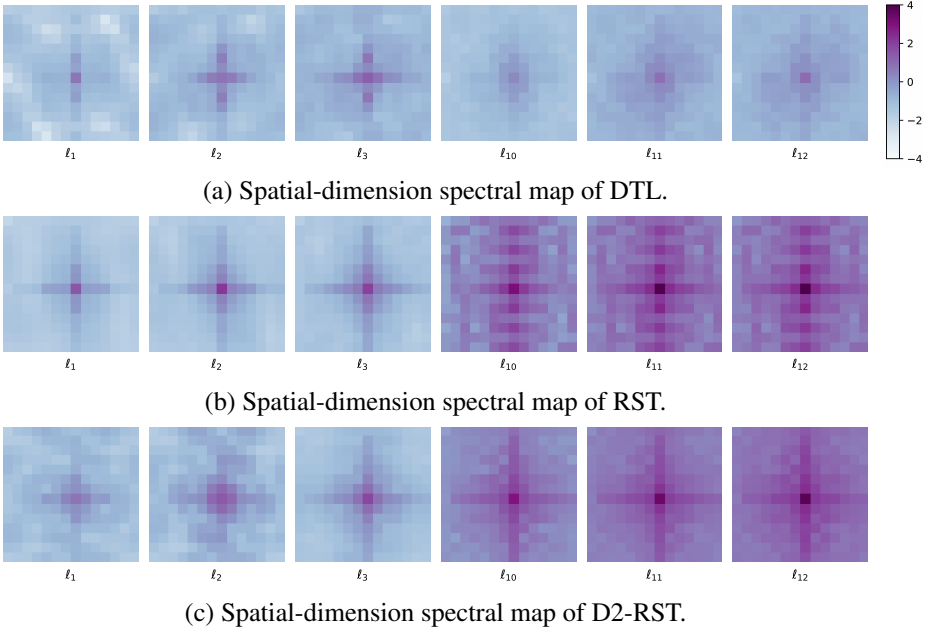 4
2
0
−2
−4
ℓ1 ℓ2 ℓ3 ℓ10 ℓ11 ℓ12
(a) Spatial-dimension spectral map of DTL.
ℓ1 ℓ2 ℓ3 ℓ10 ℓ11 ℓ12
(b) Spatial-dimension spectral map of RST.
ℓ1 ℓ2 ℓ3 ℓ10 ℓ11 ℓ12
(c) Spatial-dimension spectral map of D2-RST.